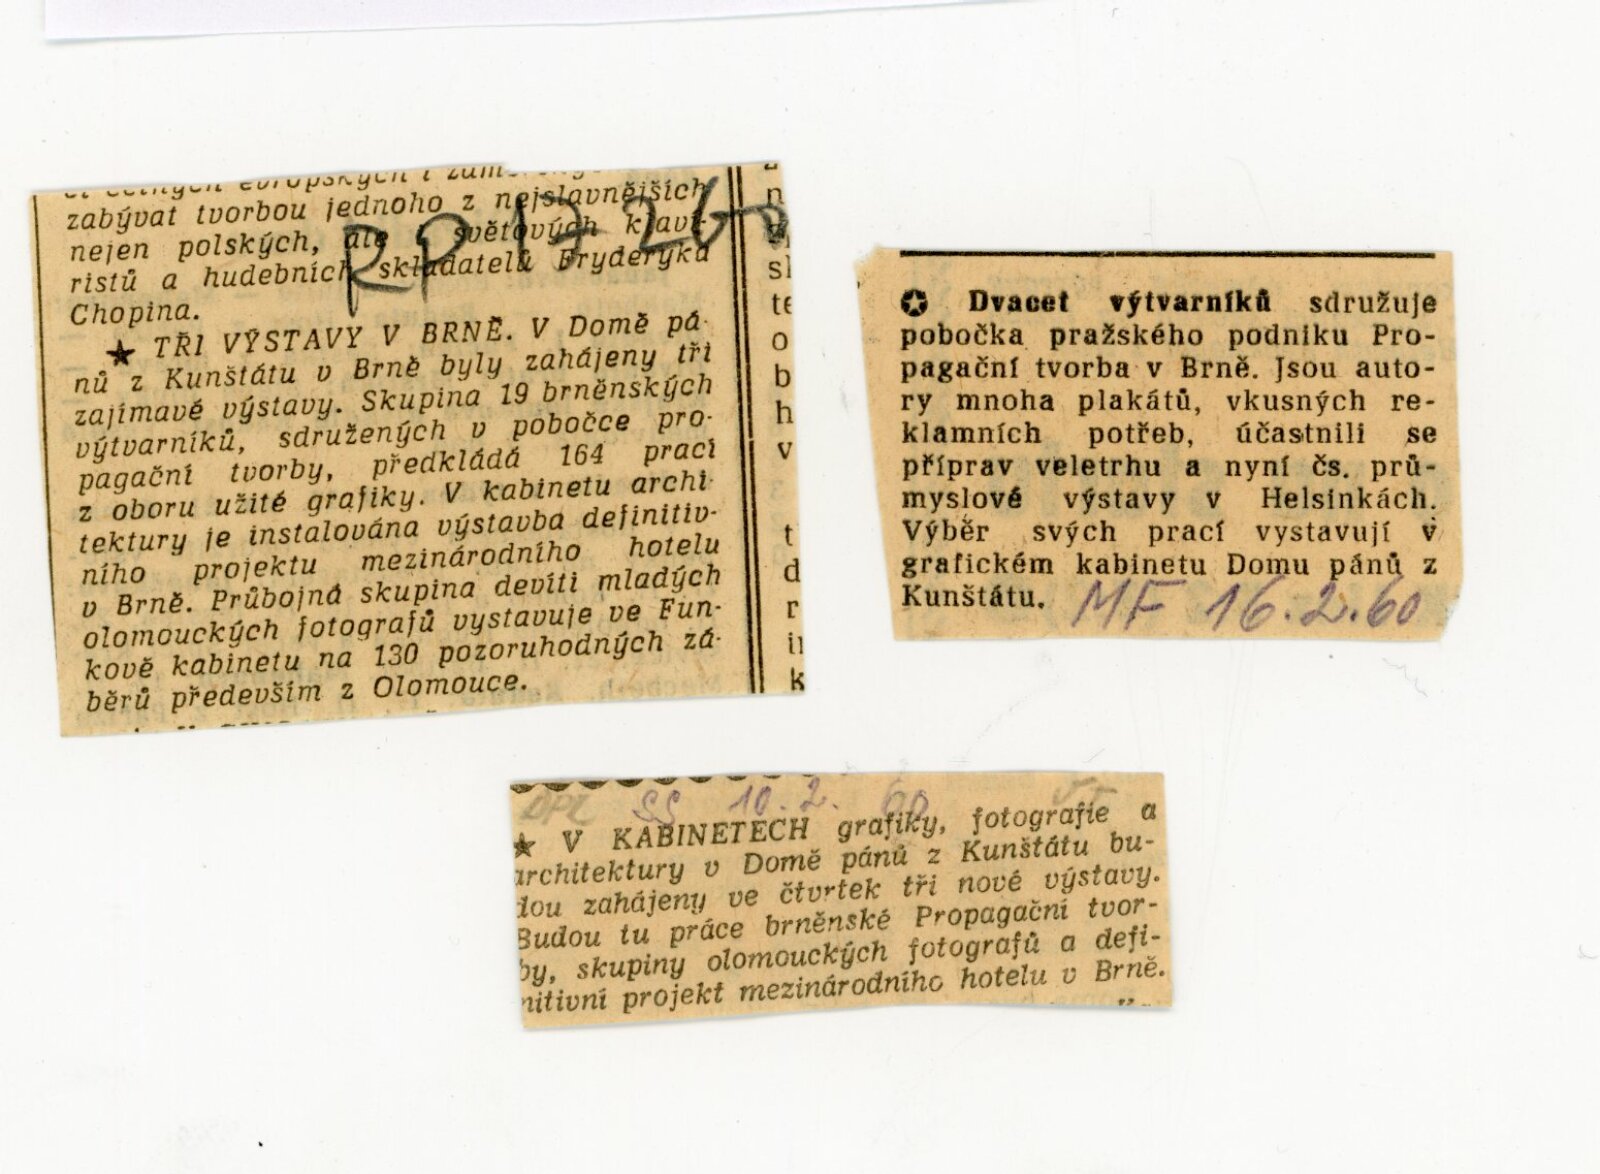 zabývat tvorbou jednoho z nejslavnějších
nejen polských, ale světových klaví-
ristů a hudebních skladatelů Fryderyka
Chopina.
RP 17 2 60
★ TŘI VÝSTAVY V BRNĚ. V Domě pá-
nů z Kunštátu v Brně byly zahájeny tři
zajímavé výstavy. Skupina 19 brněnských
výtvarníků, sdružených v pobočce pro-
pagační tvorby, předkládá 164 prací
z oboru užité grafiky. V kabinetu archi-
tektury je instalována výstavba definitiv-
ního projektu mezinárodního hotelu
v Brně. Průbojná skupina devíti mladých
olomouckých fotografů vystavuje ve Fun-
kově kabinetu na 130 pozoruhodných zá-
běrů především z Olomouce.
✪ Dvacet výtvarníků sdružuje
pobočka pražského podniku Pro-
pagační tvorba v Brně. Jsou auto-
ry mnoha plakátů, vkusných re-
klamních potřeb, účastnili se
příprav veletrhu a nyní čs. prů-
myslové výstavy v Helsinkách.
Výběr svých prací vystavují v
grafickém kabinetu Domu pánů z
Kunštátu.
MF 16.2.60
SS 10.2. 60
★ V KABINETECH grafiky, fotografie a
architektury v Domě pánů z Kunštátu bu-
dou zahájeny ve čtvrtek tři nové výstavy.
Budou tu práce brněnské Propagační tvor-
by, skupiny olomouckých fotografů a defi-
nitivní projekt mezinárodního hotelu v Brně.